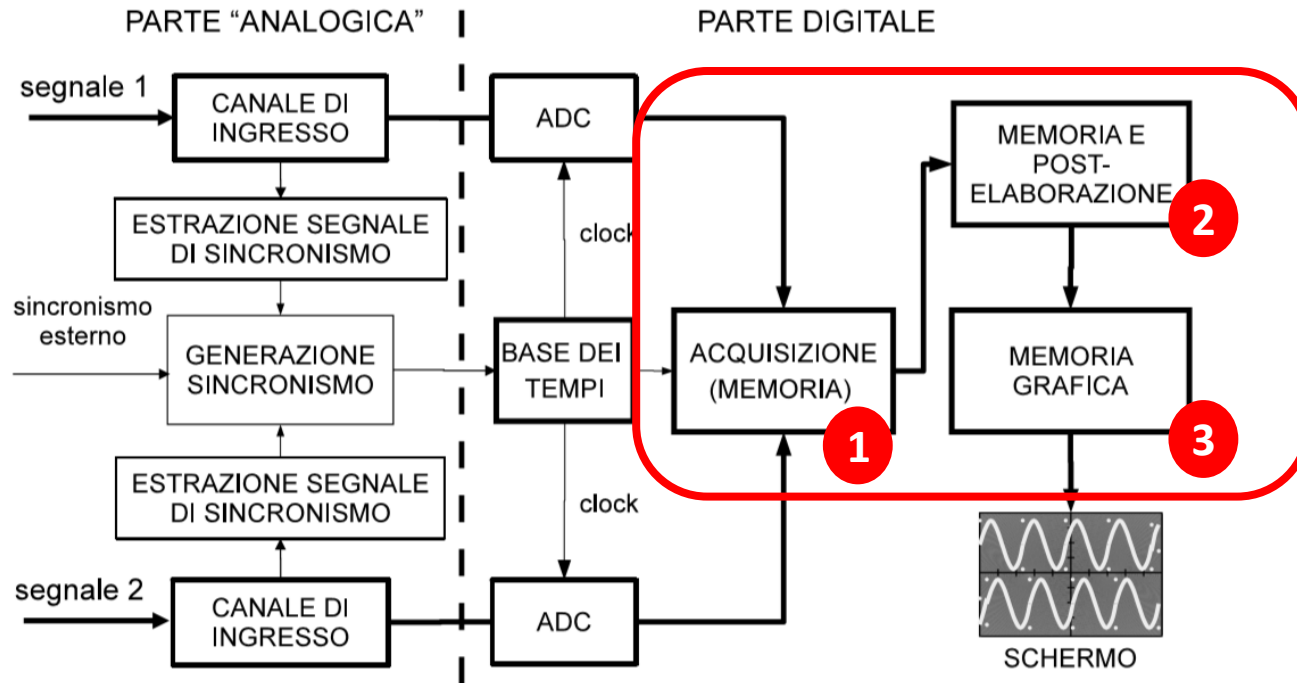 PARTE “ANALOGICA”
PARTE DIGITALE
segnale 1
CANALE DI
INGRESSO
ADC
MEMORIA E
POST-
ELABORAZIONE
2
ESTRAZIONE SEGNALE
DI SINCRONISMO
clock
sincronismo
esterno
GENERAZIONE
SINCRONISMO
BASE DEI
TEMPI
ACQUISIZIONE
(MEMORIA)
1
MEMORIA
GRAFICA
3
ESTRAZIONE SEGNALE
DI SINCRONISMO
clock
segnale 2
CANALE DI
INGRESSO
ADC
SCHERMO